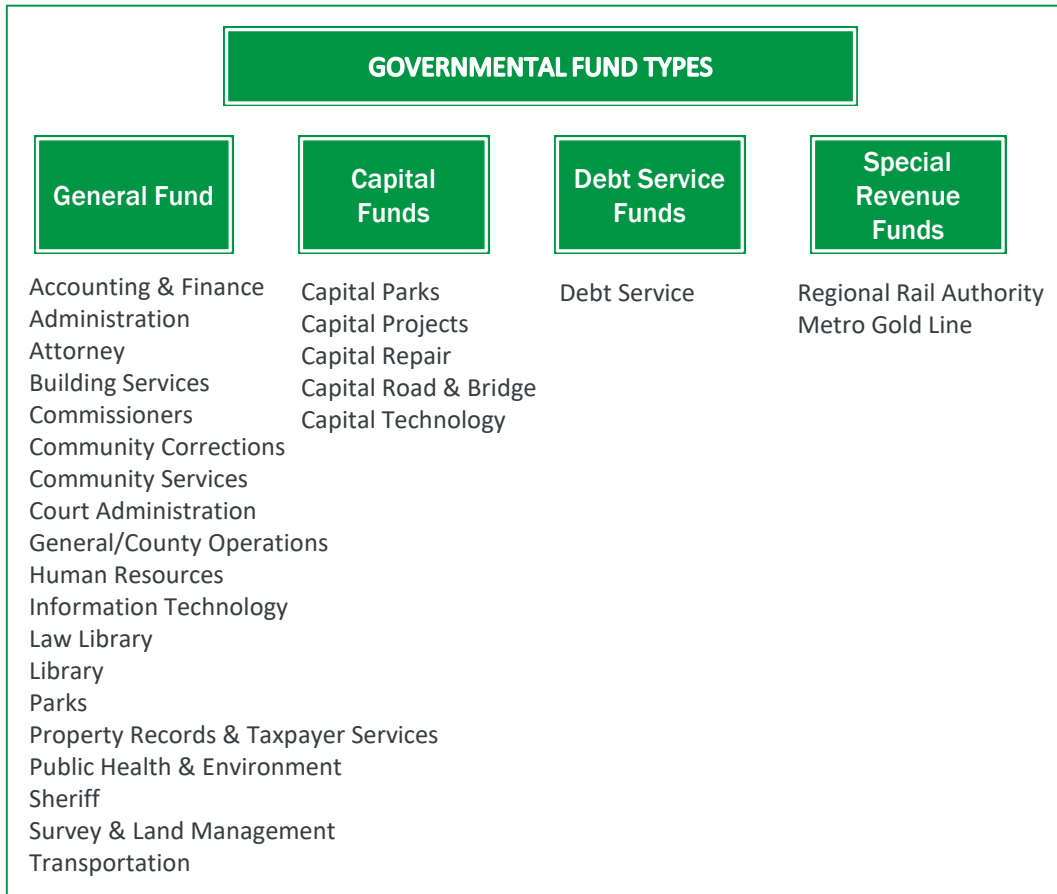 GOVERNMENTAL FUND TYPES
General Fund
Accounting & Finance
Administration
Attorney
Building Services
Commissioners
Community Corrections
Community Services
Court Administration
General/County Operations
Human Resources
Information Technology
Law Library
Library
Parks
Property Records & Taxpayer Services
Public Health & Environment
Sheriff
Survey & Land Management
Transportation
Capital
Funds
Capital Parks
Capital Projects
Capital Repair
Capital Road & Bridge
Capital Technology
Debt Service
Funds
Debt Service
Special
Revenue
Funds
Regional Rail Authority
Metro Gold Line